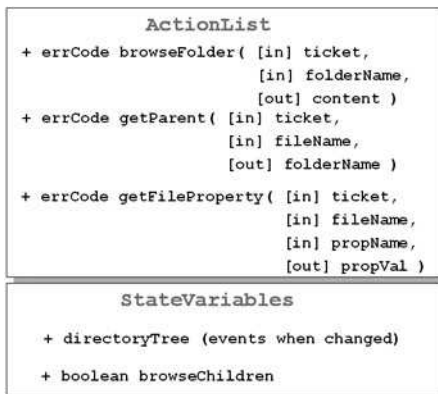 ActionList
+ errCode browseFolder( [in] ticket,
[in] folderName,
[out] content )
+ errCode getParent( [in] ticket,
[in] fileName,
[out] folderName )
+ errCode getFileProperty( [in] ticket,
[in] fileName,
[in] propName,
[out] propVal )
StateVariables
+ directoryTree (events when changed)
+ boolean browseChildren